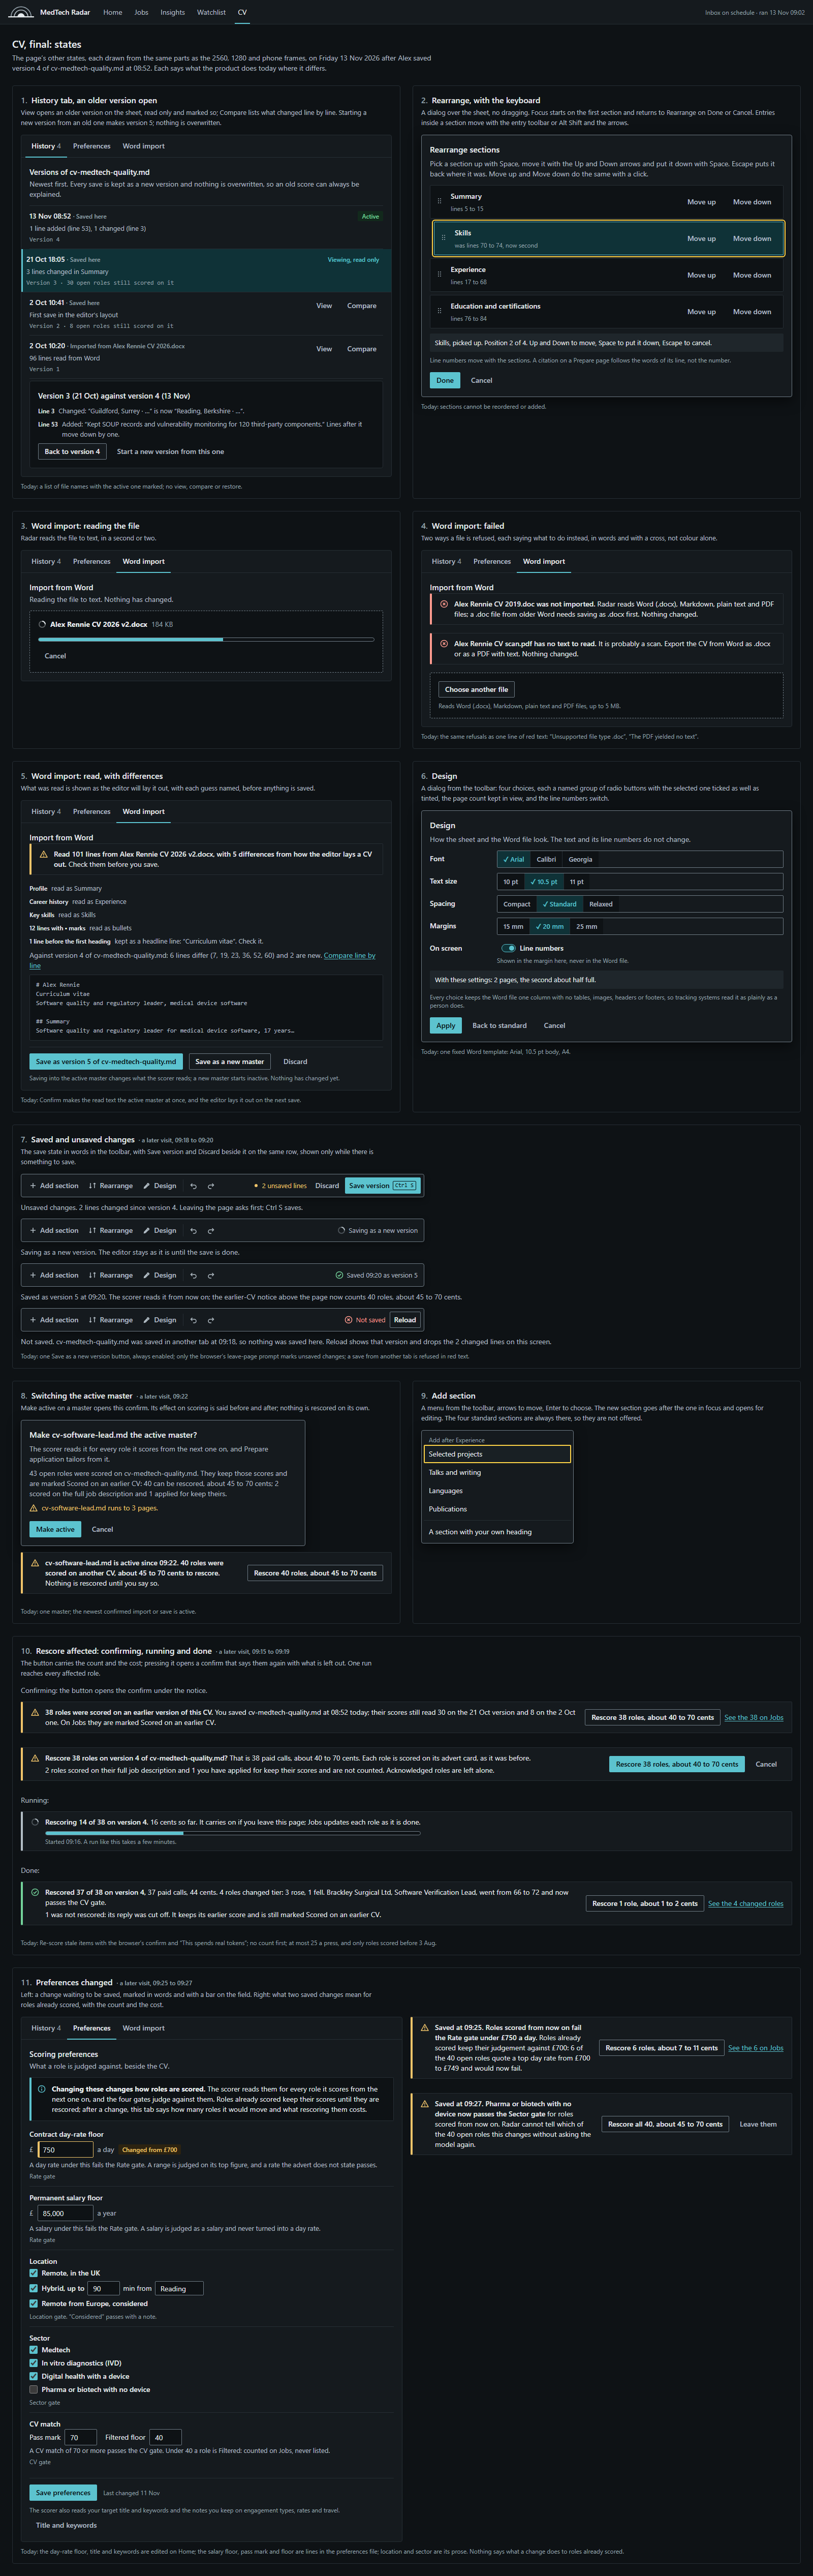 MedTech Radar
Home
Jobs
Insights
Watchlist
CV
Inbox on schedule · ran 13 Nov 09:02
CV, final: states
The page's other states, each drawn from the same parts as the 2560, 1280 and phone frames, on Friday 13 Nov 2026 after Alex saved
version 4 of cv-medtech-quality.md at 08:52. Each says what the product does today where it differs.
1. History tab, an older version open
View opens an older version on the sheet, read only and marked so; Compare lists what changed line by line. Starting a
new version from an old one makes version 5; nothing is overwritten.
History 4
Preferences
Word import
Versions of cv-medtech-quality.md
Newest first. Every save is kept as a new version and nothing is overwritten, so an old score can always be
explained.
13 Nov 08:52 · Saved here
Active
1 line added (line 53), 1 changed (line 3)
Version 4
21 Oct 18:05 · Saved here
Viewing, read only
3 lines changed in Summary
Version 3 · 30 open roles still scored on it
2 Oct 10:41 · Saved here
View
Compare
First save in the editor's layout
Version 2 · 8 open roles still scored on it
2 Oct 10:20 · Imported from Alex Rennie CV 2026.docx
View
Compare
96 lines read from Word
Version 1
Version 3 (21 Oct) against version 4 (13 Nov)
Line 3 Changed: "Guildford, Surrey · ..." is now "Reading, Berkshire · ...".
Line 53 Added: "Kept SOUP records and vulnerability monitoring for 120 third-party components." Lines after it
move down by one.
Back to version 4
Start a new version from this one
Today: a list of file names with the active one marked; no view, compare or restore.
2. Rearrange, with the keyboard
A dialog over the sheet, no dragging. Focus starts on the first section and returns to Rearrange on Done or Cancel. Entries
inside a section move with the entry toolbar or Alt Shift and the arrows.
Rearrange sections
Pick a section up with Space, move it with the Up and Down arrows and put it down with Space. Escape puts it
back where it was. Move up and Move down do the same with a click.
Summary
lines 5 to 15
Move up
Move down
Skills
was lines 70 to 74, now second
Move up
Move down
Experience
lines 17 to 68
Move up
Move down
Education and certifications
lines 76 to 84
Move up
Move down
Skills, picked up. Position 2 of 4. Up and Down to move, Space to put it down, Escape to cancel.
Line numbers move with the sections. A citation on a Prepare page follows the words of its line, not the number.
Done
Cancel
Today: sections cannot be reordered or added.
3. Word import: reading the file
Radar reads the file to text, in a second or two.
History 4
Preferences
Word import
Import from Word
Reading the file to text. Nothing has changed.
Alex Rennie CV 2026 v2.docx 184 KB
Cancel
4. Word import: failed
Two ways a file is refused, each saying what to do instead, in words and with a cross, not colour alone.
History 4
Preferences
Word import
Import from Word
Alex Rennie CV 2019.doc was not imported. Radar reads Word (.docx), Markdown, plain text and PDF
files; a .doc file from older Word needs saving as .docx first. Nothing changed.
Alex Rennie CV scan.pdf has no text to read. It is probably a scan. Export the CV from Word as .docx
or as a PDF with text. Nothing changed.
Choose another file
Reads Word (.docx), Markdown, plain text and PDF files, up to 5 MB.
Today: the same refusals as one line of red text: "Unsupported file type .doc", "The PDF yielded no text".
5. Word import: read, with differences
What was read is shown as the editor will lay it out, with each guess named, before anything is saved.
History 4
Preferences
Word import
Import from Word
Read 101 lines from Alex Rennie CV 2026 v2.docx, with 5 differences from how the editor lays a CV
out. Check them before you save.
Profile read as Summary
Career history read as Experience
Key skills read as Skills
12 lines with • marks read as bullets
1 line before the first heading kept as a headline line: "Curriculum vitae". Check it.
Against version 4 of cv-medtech-quality.md: 6 lines differ (7, 19, 23, 36, 52, 60) and 2 are new. Compare line by
line
# Alex Rennie
Curriculum vitae
Software quality and regulatory leader, medical device software
## Summary
Software quality and regulatory leader for medical device software, 17 years…
Save as version 5 of cv-medtech-quality.md
Save as a new master
Discard
Saving into the active master changes what the scorer reads; a new master starts inactive. Nothing has changed yet.
Today: Confirm makes the read text the active master at once, and the editor lays it out on the next save.
6. Design
A dialog from the toolbar: four choices, each a named group of radio buttons with the selected one ticked as well as
tinted, the page count kept in view, and the line numbers switch.
Design
How the sheet and the Word file look. The text and its line numbers do not change.
Font
✓ Arial
Calibri
Georgia
Text size
10 pt
✓ 10.5 pt
11 pt
Spacing
Compact
✓ Standard
Relaxed
Margins
15 mm
✓ 20 mm
25 mm
On screen
Line numbers
Shown in the margin here, never in the Word file.
With these settings: 2 pages, the second about half full.
Every choice keeps the Word file one column with no tables, images, headers or footers, so tracking systems read it as plainly as a
person does.
Apply
Back to standard
Cancel
Today: one fixed Word template: Arial, 10.5 pt body, A4.
7. Saved and unsaved changes · a later visit, 09:18 to 09:20
The save state in words in the toolbar, with Save version and Discard beside it on the same row, shown only while there is
something to save.
Add section
Rearrange
Design
2 unsaved lines
Discard
Save version Ctrl S
Unsaved changes. 2 lines changed since version 4. Leaving the page asks first; Ctrl S saves.
Add section
Rearrange
Design
Saving as a new version
Saving as a new version. The editor stays as it is until the save is done.
Add section
Rearrange
Design
Saved 09:20 as version 5
Saved as version 5 at 09:20. The scorer reads it from now on; the earlier-CV notice above the page now counts 40 roles, about 45 to 70 cents.
Add section
Rearrange
Design
Not saved
Reload
Not saved. cv-medtech-quality.md was saved in another tab at 09:18, so nothing was saved here. Reload shows that version and drops the 2 changed lines on this screen.
Today: one Save as a new version button, always enabled; only the browser's leave-page prompt marks unsaved changes; a save from another tab is refused in red text.
8. Switching the active master · a later visit, 09:22
Make active on a master opens this confirm. Its effect on scoring is said before and after; nothing is rescored on its own.
Make cv-software-lead.md the active master?
The scorer reads it for every role it scores from the next one on, and Prepare
application tailors from it.
43 open roles were scored on cv-medtech-quality.md. They keep those scores and
are marked Scored on an earlier CV: 40 can be rescored, about 45 to 70 cents; 2
scored on the full job description and 1 applied for keep theirs.
cv-software-lead.md runs to 3 pages.
Make active
Cancel
cv-software-lead.md is active since 09:22. 40 roles were
scored on another CV, about 45 to 70 cents to rescore.
Nothing is rescored until you say so.
Rescore 40 roles, about 45 to 70 cents
Today: one master; the newest confirmed import or save is active.
9. Add section
A menu from the toolbar, arrows to move, Enter to choose. The new section goes after the one in focus and opens for
editing. The four standard sections are always there, so they are not offered.
Add after Experience
Selected projects
Talks and writing
Languages
Publications
A section with your own heading
10. Rescore affected: confirming, running and done · a later visit, 09:15 to 09:19
The button carries the count and the cost; pressing it opens a confirm that says them again with what is left out. One run
reaches every affected role.
Confirming: the button opens the confirm under the notice.
38 roles were scored on an earlier version of this CV. You saved cv-medtech-quality.md at 08:52 today; their scores still read 30 on the 21 Oct version and 8 on the 2 Oct
one. On Jobs they are marked Scored on an earlier CV.
Rescore 38 roles, about 40 to 70 cents
See the 38 on Jobs
Rescore 38 roles on version 4 of cv-medtech-quality.md? That is 38 paid calls, about 40 to 70 cents. Each role is scored on its advert card, as it was before.
2 roles scored on their full job description and 1 you have applied for keep their scores and are not counted. Acknowledged roles are left alone.
Rescore 38 roles, about 40 to 70 cents
Cancel
Running:
Rescoring 14 of 38 on version 4. 16 cents so far. It carries on if you leave this page; Jobs updates each role as it is done.
Started 09:16. A run like this takes a few minutes.
Done:
Rescored 37 of 38 on version 4, 37 paid calls, 44 cents. 4 roles changed tier: 3 rose, 1 fell. Brackley Surgical Ltd, Software Verification Lead, went from 66 to 72 and now
passes the CV gate.
1 was not rescored: its reply was cut off. It keeps its earlier score and is still marked Scored on an earlier CV.
Rescore 1 role, about 1 to 2 cents
See the 4 changed roles
Today: Re-score stale items with the browser's confirm and "This spends real tokens"; no count first; at most 25 a press, and only roles scored before 3 Aug.
11. Preferences changed · a later visit, 09:25 to 09:27
Left: a change waiting to be saved, marked in words and with a bar on the field. Right: what two saved changes mean for
roles already scored, with the count and the cost.
History 4
Preferences
Word import
Scoring preferences
What a role is judged against, beside the CV.
Changing these changes how roles are scored. The scorer reads them for every role it scores from the
next one on, and the four gates judge against them. Roles already scored keep their scores until they are
rescored; after a change, this tab says how many roles it would move and what rescoring them costs.
Contract day-rate floor
£ 750 a day Changed from £700
A day rate under this fails the Rate gate. A range is judged on its top figure, and a rate the advert does not state passes.
Rate gate
Permanent salary floor
£ 85,000 a year
A salary under this fails the Rate gate. A salary is judged as a salary and never turned into a day rate.
Rate gate
Location
Remote, in the UK
Hybrid, up to 90 min from Reading
Remote from Europe, considered
Location gate. "Considered" passes with a note.
Sector
Medtech
In vitro diagnostics (IVD)
Digital health with a device
Pharma or biotech with no device
Sector gate
CV match
Pass mark 70 Filtered floor 40
A CV match of 70 or more passes the CV gate. Under 40 a role is Filtered: counted on Jobs, never listed.
CV gate
Save preferences
Last changed 11 Nov
The scorer also reads your target title and keywords and the notes you keep on engagement types, rates and travel.
Title and keywords
Saved at 09:25. Roles scored from now on fail
the Rate gate under £750 a day. Roles already
scored keep their judgement against £700: 6 of
the 40 open roles quote a top day rate from £700
to £749 and would now fail.
Rescore 6 roles, about 7 to 11 cents
See the 6 on Jobs
Saved at 09:27. Pharma or biotech with no
device now passes the Sector gate for roles
scored from now on. Radar cannot tell which of
the 40 open roles this changes without asking the
model again.
Rescore all 40, about 45 to 70 cents
Leave them
Today: the day-rate floor, title and keywords are edited on Home; the salary floor, pass mark and floor are lines in the preferences file; location and sector are its prose. Nothing says what a change does to roles already scored.